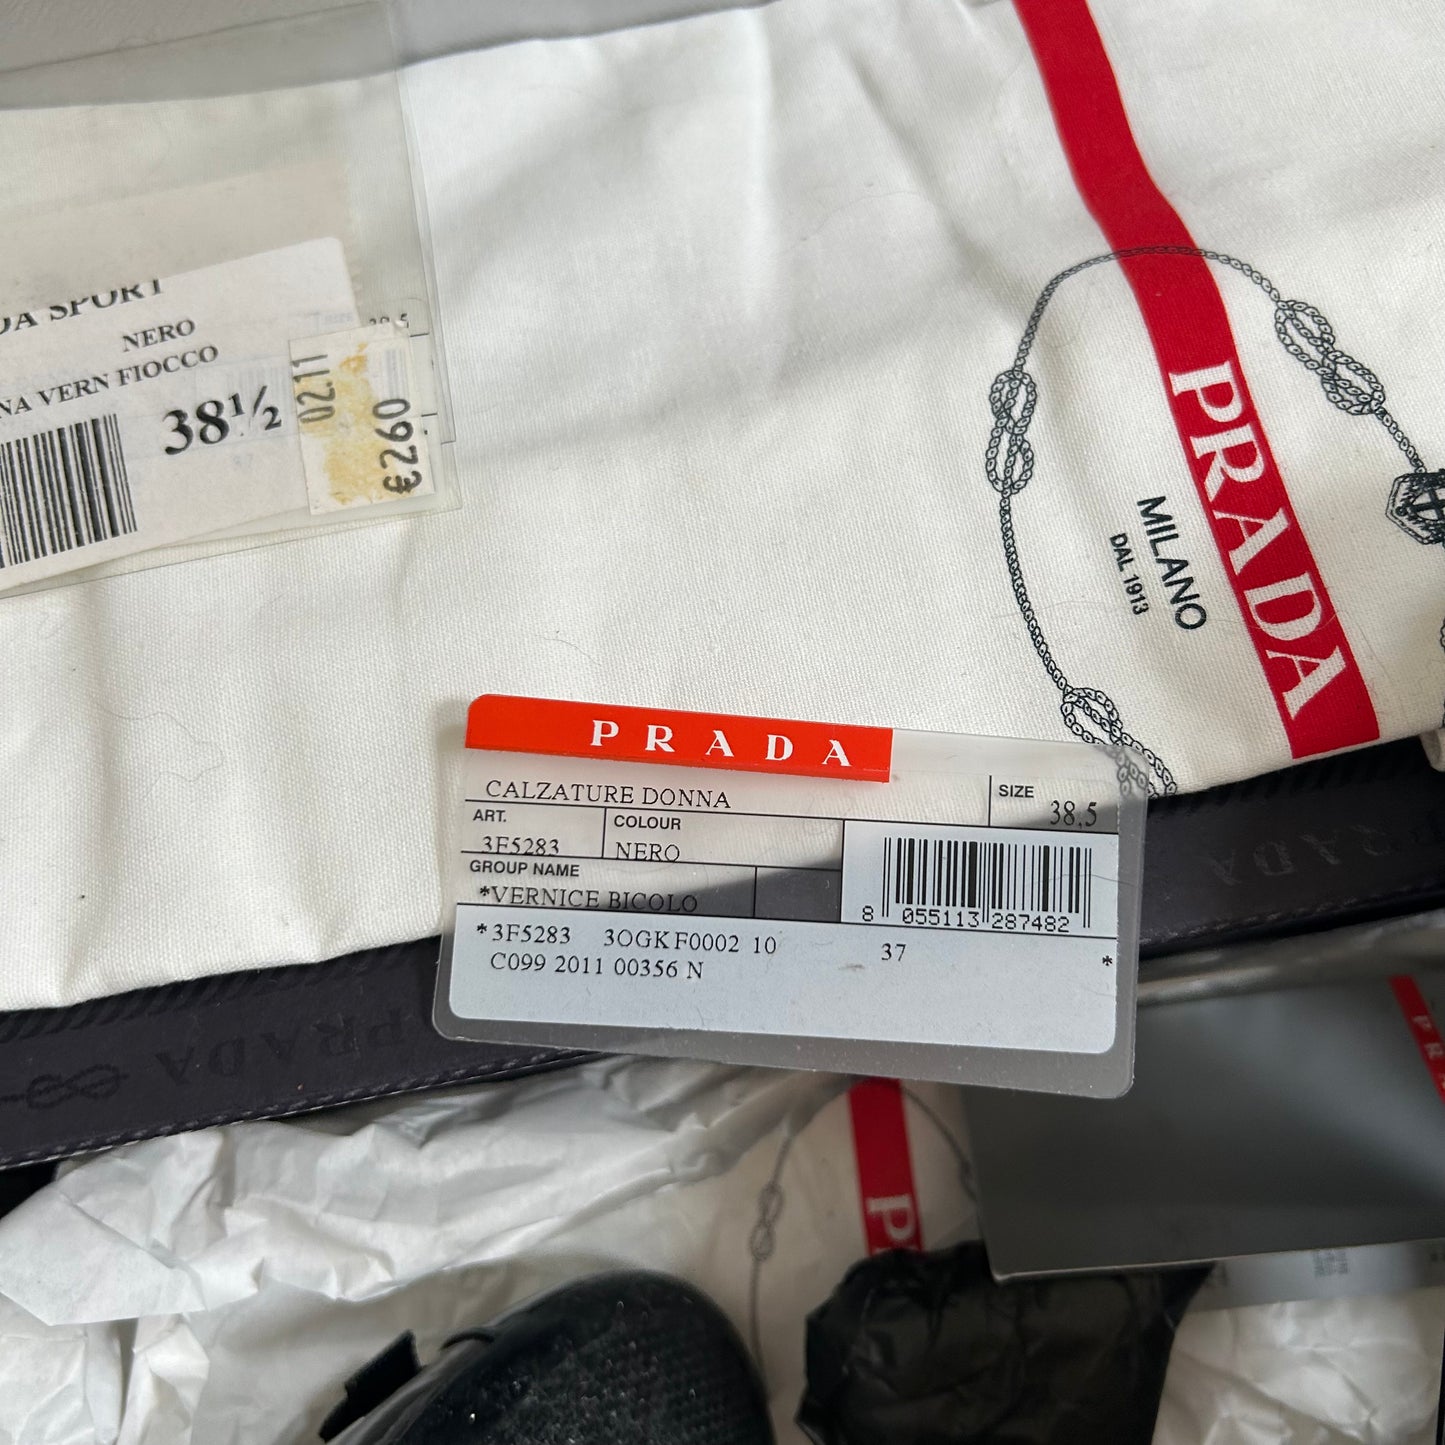 DA SPORT
NERO
NA VERN FIOCCO
38½
02.11
€260
38,5
PRADA
MILANO
DAL 1913
PRADA
CALZATURE DONNA
SIZE 38,5
ART. 3F5283
COLOUR NERO
GROUP NAME
*VERNICE BICOLO
8 055113 287482
*3F5283 3OGKF0002 10 37 *
C099 2011 00356 N
PRADA
PRADA
P
P R